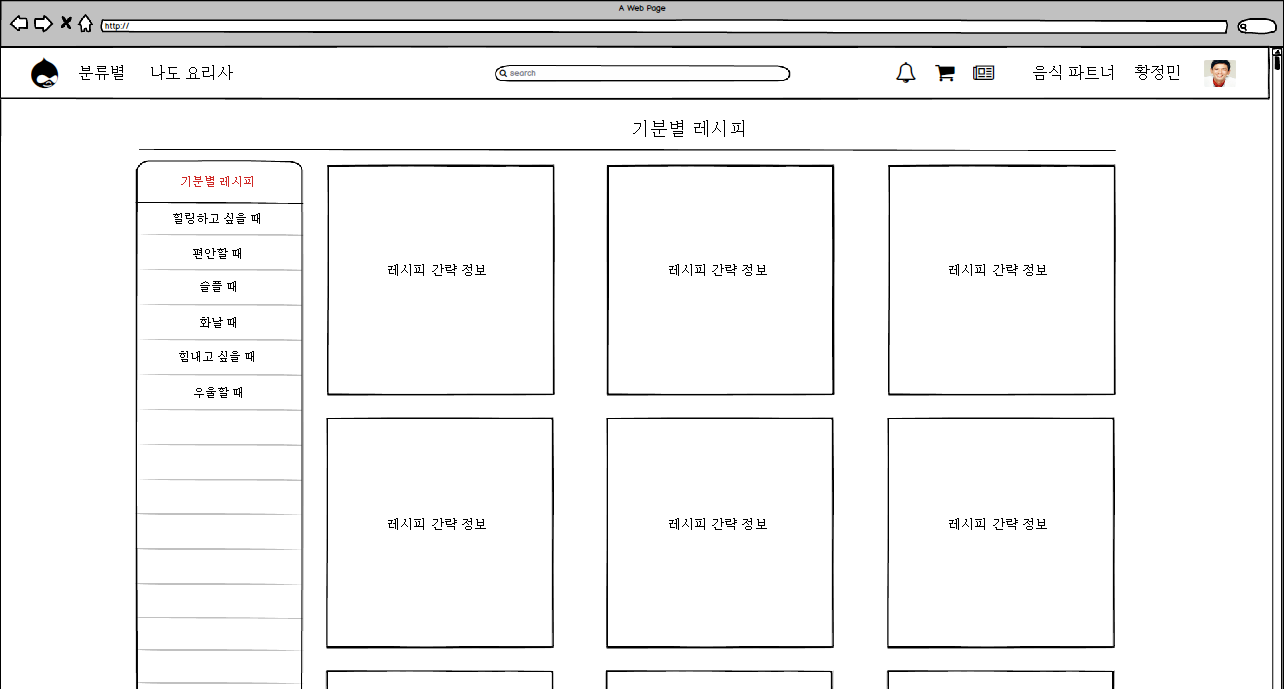 A Web Page
http://
분류별 나도 요리사 search 음식 파트너 황정민
기분별 레시피
기분별 레시피
힐링하고 싶을 때
편안할 때
슬플 때
화날 때
힘내고 싶을 때
우울할 때
레시피 간략 정보 레시피 간략 정보 레시피 간략 정보
레시피 간략 정보 레시피 간략 정보 레시피 간략 정보